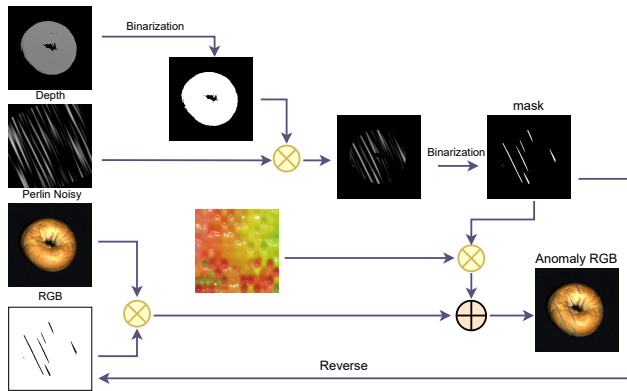 Binarization
Depth
mask
Binarization
Perlin Noisy
Anomaly RGB
RGB
Reverse